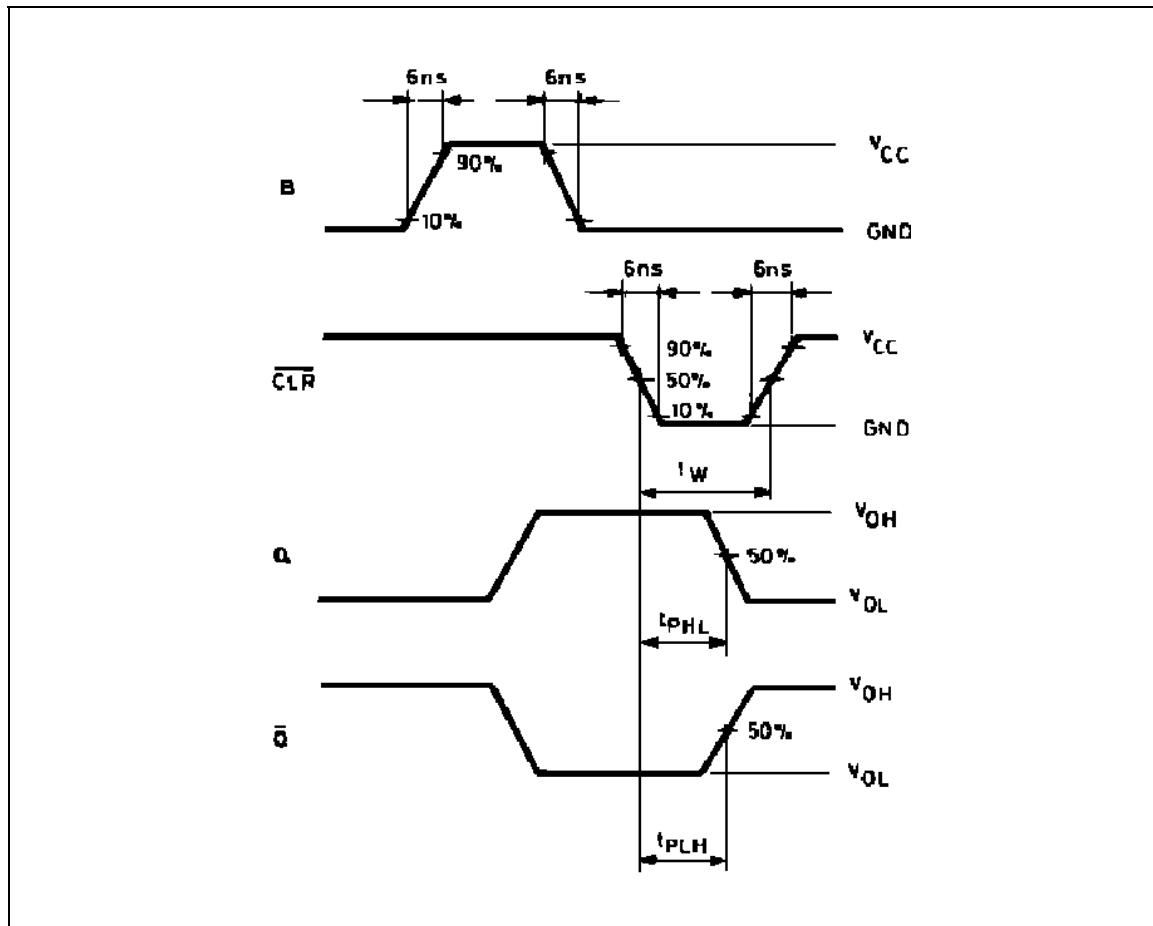 6ns 6ns
V_CC
90%
B
10%
GND
6ns 6ns
V_CC
90%
C̅L̅R̅
50%
10%
GND
t_W
V_OH
Q
50%
V_OL
t_PHL
V_OH
Q̅
50%
V_OL
t_PLH